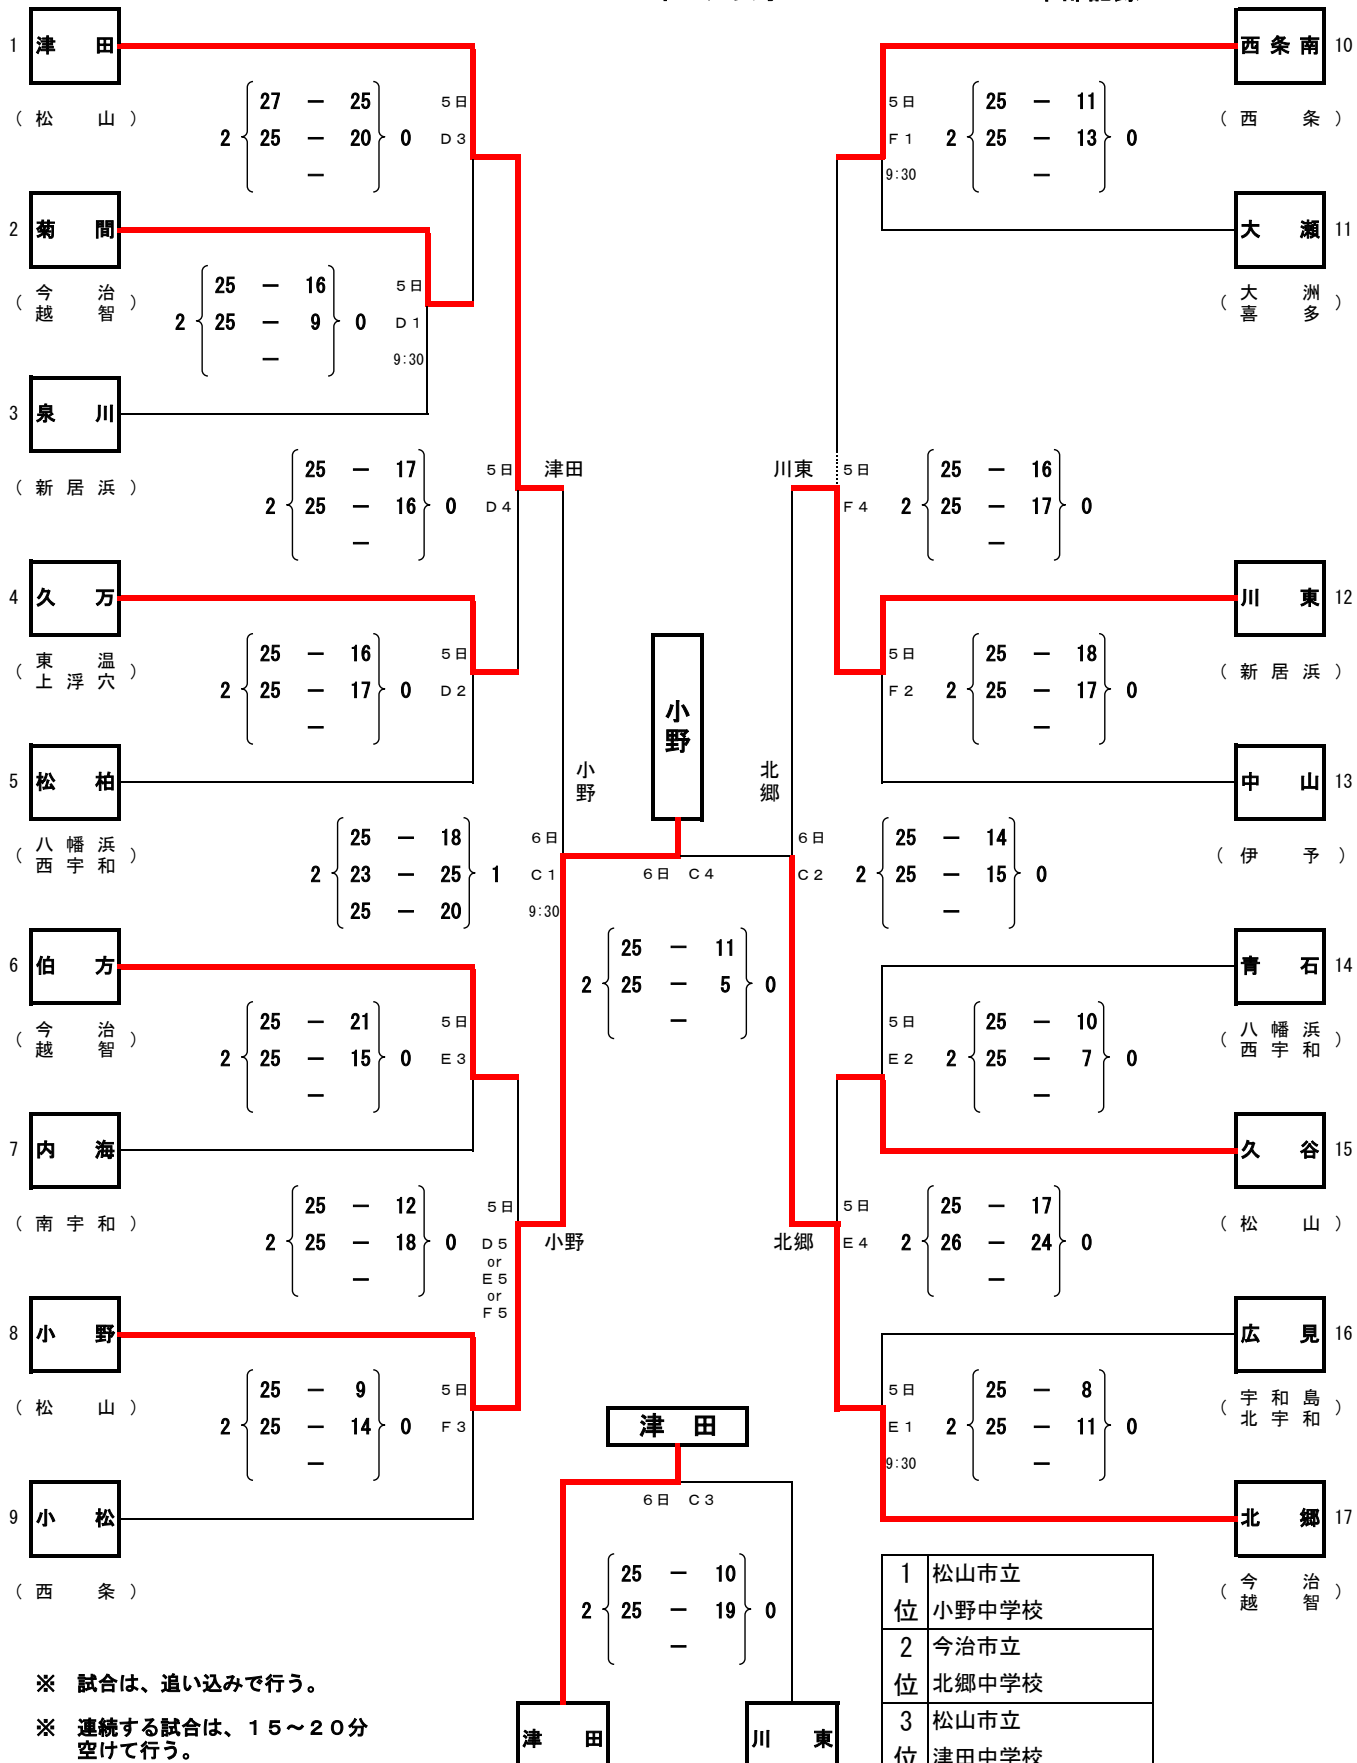 1 津 田
（ 松 山 ）
27 － 25
2 25 － 20 0
－
5日
D3
2 菊 間
（ 今 治 越 智 ）
25 － 16
2 25 － 9 0
－
5日
D1
9:30
3 泉 川
（ 新 居 浜 ）
25 － 17
2 25 － 16 0
－
5日
D4
津田
4 久 万
（ 東 温 上 浮 穴 ）
25 － 16
2 25 － 17 0
－
5日
D2
5 松 柏
（ 八 幡 浜 西 宇 和 ）
小野
25 － 18
2 23 － 25 1
25 － 20
6日
C1
9:30
6 伯 方
（ 今 治 越 智 ）
25 － 21
2 25 － 15 0
－
5日
E3
7 内 海
（ 南 宇 和 ）
25 － 12
2 25 － 18 0
－
5日
D5
or
E5
or
F5
小野
8 小 野
（ 松 山 ）
25 － 9
2 25 － 14 0
－
5日
F3
9 小 松
（ 西 条 ）
小野
6日 C4
25 － 11
2 25 － 5 0
－
西 条 南 10
（ 西 条 ）
5日
F1
9:30
25 － 11
2 25 － 13 0
－
大 瀬 11
（ 大 洲 喜 多 ）
川東
5日
F4
25 － 16
2 25 － 17 0
－
川 東 12
（ 新 居 浜 ）
5日
F2
25 － 18
2 25 － 17 0
－
中 山 13
（ 伊 予 ）
北郷
6日
C2
25 － 14
2 25 － 15 0
－
青 石 14
（ 八 幡 浜 西 宇 和 ）
5日
E2
25 － 10
2 25 － 7 0
－
久 谷 15
（ 松 山 ）
北郷
5日
E4
25 － 17
2 26 － 24 0
－
広 見 16
（ 宇 和 島 北 宇 和 ）
5日
E1
9:30
25 － 8
2 25 － 11 0
－
北 郷 17
（ 今 治 越 智 ）
津 田
6日 C3
25 － 10
2 25 － 19 0
－
津 田
川 東
1位 松山市立
小野中学校
2位 今治市立
北郷中学校
3位 松山市立
津田中学校
※ 試合は、追い込みで行う。
※ 連続する試合は、１５～２０分
空けて行う。